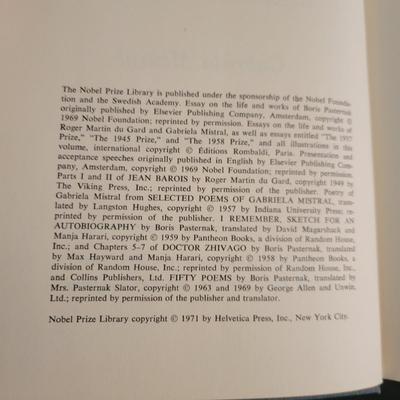 The Nobel Prize Library is published under the sponsorship of the Nobel Founda-
tion and the Swedish Academy. Essay on the life and works of Boris Pasternak
originally published by Elsevier Publishing Company, Amsterdam, copyright ©
1969 Nobel Foundation; reprinted by permission. Essays on the life and works of
Roger Martin du Gard and Gabriela Mistral, as well as essays entitled "The 1937
Prize," "The 1945 Prize," and "The 1958 Prize," and all illustrations in this
volume, international copyright © Éditions Rombaldi, Paris. Presentation and
acceptance speeches originally published in English by Elsevier Publishing Com-
pany, Amsterdam, copyright © 1969 Nobel Foundation; reprinted by permission.
Parts I and II of JEAN BAROIS by Roger Martin du Gard, copyright 1949 by
The Viking Press, Inc.; reprinted by permission of the publisher. Poetry of
Gabriela Mistral from SELECTED POEMS OF GABRIELA MISTRAL, trans-
lated by Langston Hughes, copyright © 1957 by Indiana University Press; re-
printed by permission of the publisher. I REMEMBER, SKETCH FOR AN
AUTOBIOGRAPHY by Boris Pasternak, translated by David Magarshack and
Manja Harari, copyright © 1959 by Pantheon Books, a division of Random House,
Inc.; and Chapters 5–7 of DOCTOR ZHIVAGO by Boris Pasternak, translated
by Max Hayward and Manja Harari, copyright © 1958 by Pantheon Books, a
division of Random House, Inc.; reprinted by permission of Random House, Inc.,
and Collins Publishers, Ltd. FIFTY POEMS by Boris Pasternak, translated by
Mrs. Pasternak Slator, copyright © 1963 and 1969 by George Allen and Unwin,
Ltd.; reprinted by permission of the publisher and translator.
Nobel Prize Library copyright © 1971 by Helvetica Press, Inc., New York City.